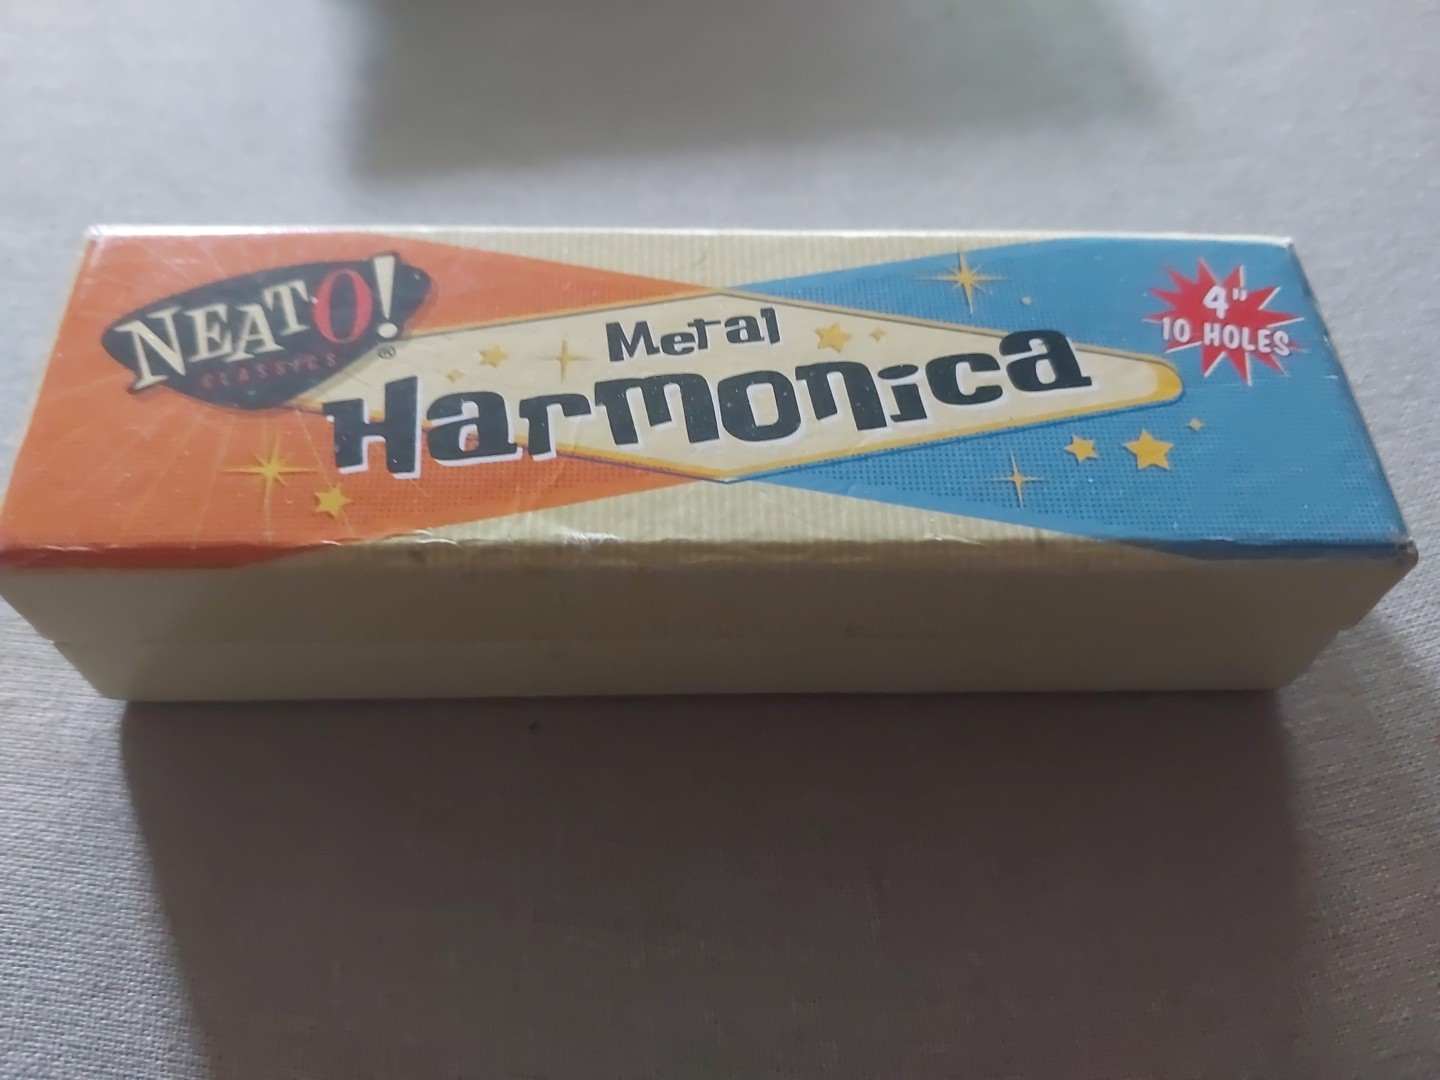 NEATO!
CLASSICS
®
Metal
Harmonica
4"
10 HOLES